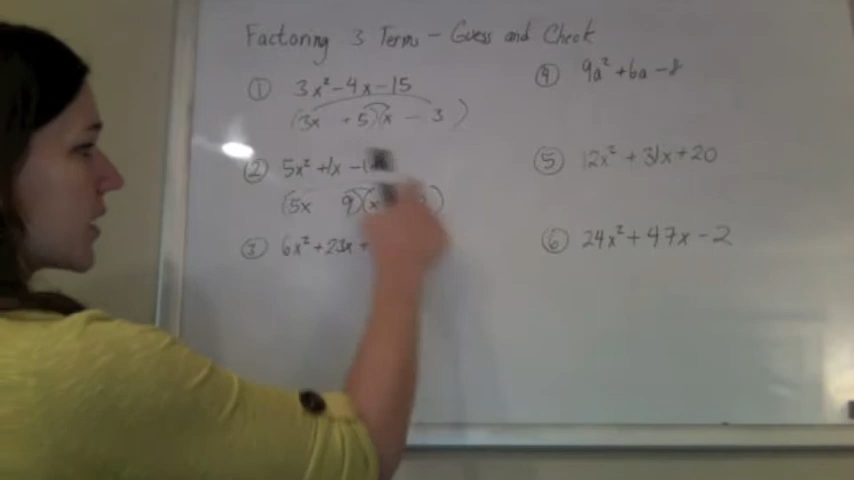 Factoring 3 Terms - Guess and Check
① 3x² - 4x - 15
(3x + 5)(x - 3)
② 5x² + 1x - 1
(5x 9)(x )
③ 6x² + 23x +
④ 9a² + 6a - 8
⑤ 12x² + 31x + 20
⑥ 24x² + 47x - 2